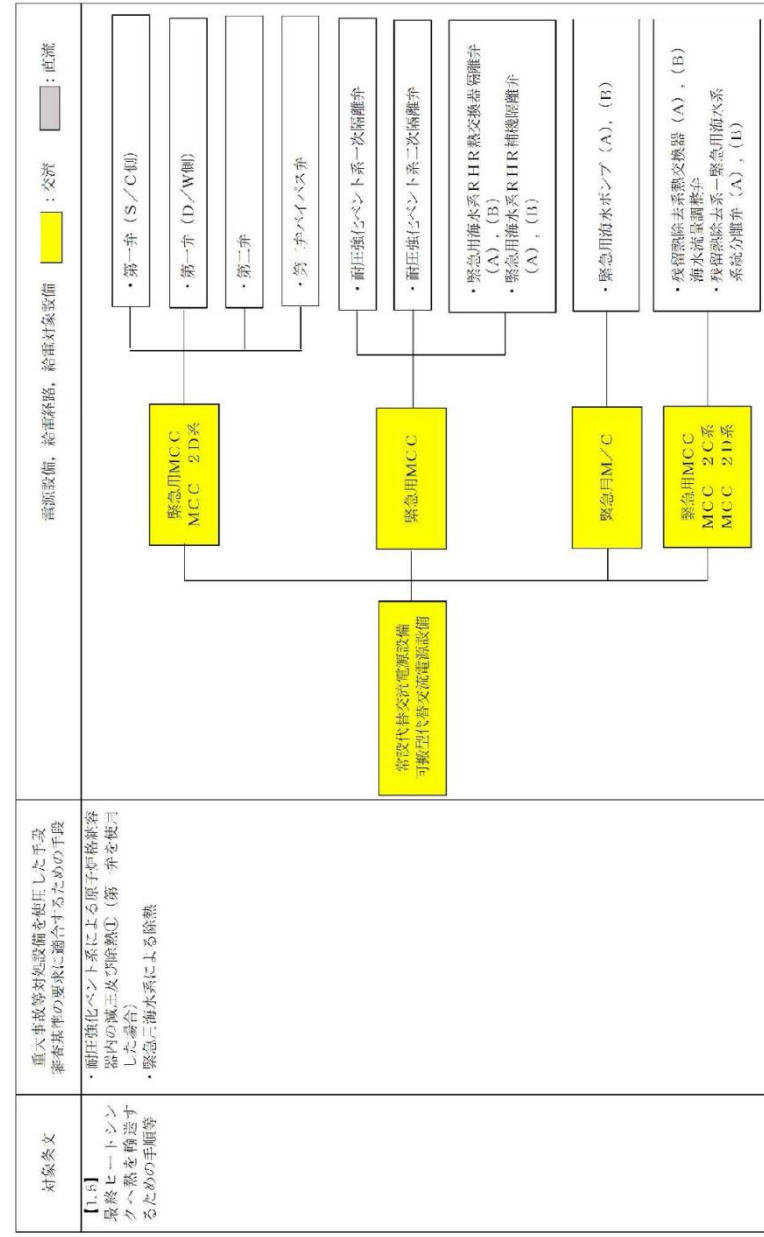 対象条文
重大事故等対処設備を使用した手段
審査基準の要求に適合するための手段
電源設備，給電経路，給電対象設備
：交流
：直流
【1.5】
最終ヒートシン
クへ熱を輸送す
るための手順等
・耐圧強化ベント系による原子炉格納容
器内の減圧及び除熱①（第一弁を使用
した場合）
・緊急用海水系による除熱
常設代替交流電源設備
可搬型代替交流電源設備
緊急用MCC
MCC 2D系
・第一弁（S／C側）
・第一弁（D／W側）
・第二弁
・第二弁バイパス弁
緊急用MCC
・耐圧強化ベント系一次隔離弁
・耐圧強化ベント系二次隔離弁
・緊急用海水系RHR熱交換器隔離弁
（A），（B）
・緊急用海水系RHR補機隔離弁
（A），（B）
緊急用M／C
・緊急用海水ポンプ（A），（B）
緊急用MCC
MCC 2C系
MCC 2D系
・残留熱除去系熱交換器（A），（B）
海水流量調整弁
・残留熱除去系－緊急用海水系
系統分離弁（A），（B）